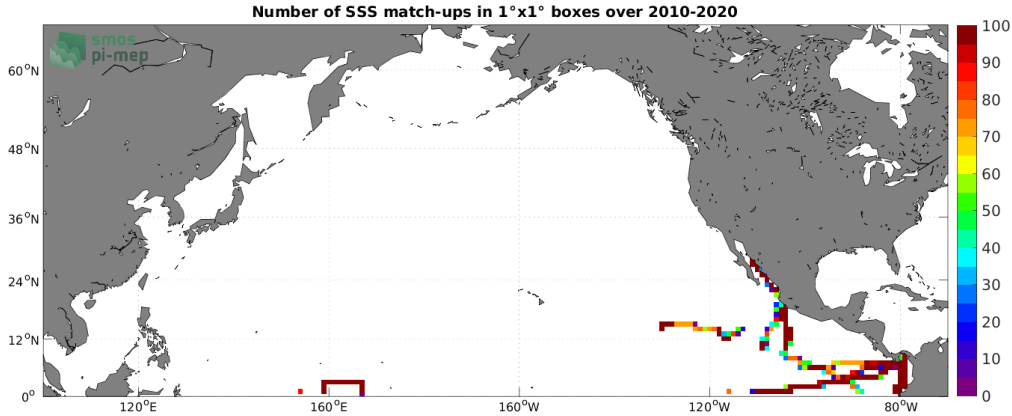 Number of SSS match-ups in 1°x1° boxes over 2010-2020
smos
pi-mep
60°N
48°N
36°N
24°N
12°N
0°
120°E
160°E
160°W
120°W
80°W
100
90
80
70
60
50
40
30
20
10
0